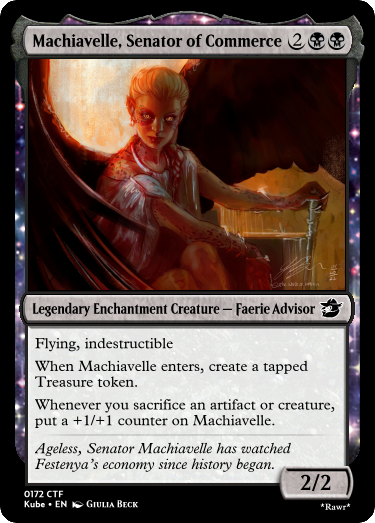 Machiavelle, Senator of Commerce 2
Legendary Enchantment Creature — Faerie Advisor
Flying, indestructible
When Machiavelle enters, create a tapped
Treasure token.
Whenever you sacrifice an artifact or creature,
put a +1/+1 counter on Machiavelle.
Ageless, Senator Machiavelle has watched
Festenya's economy since history began.
2/2
0172 CTF
Kube • EN Giulia Beck
*Rawr*